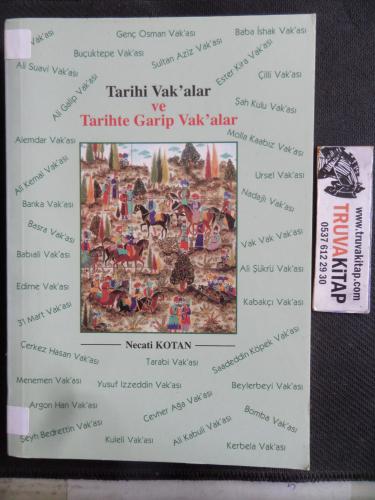 Vak'ası
Genç Osman Vak'ası
Baba İshak Vak'ası
Buçuktepe Vak'ası
Sultan Aziz Vak'ası
Ester Kira Vak'ası
Ali Suavi Vak'ası
Çilli Vak'ası
Ali Galip Vak'ası
Tarihi Vak'alar
ve
Tarihte Garip Vak'alar
Şah Kulu Vak'ası
Molla Kaabız Vak'ası
Alemdar Vak'ası
Ali Kemal Vak'ası
Ursel Vak'ası
Banka Vak'ası
Nadajlı Vak'ası
Basra Vak'ası
Vak Vak Vak'ası
Babıali Vak'ası
Ali Şükrü Vak'ası
Edirne Vak'ası
Kabakçı Vak'ası
31 Mart Vak'ası
Necati KOTAN
Çerkez Hasan Vak'ası
Tarabi Vak'ası
Saadeddin Köpek Vak'ası
Menemen Vak'ası
Yusuf Izzeddin Vak'ası
Beylerbeyi Vak'ası
Argon Han Vak'ası
Cevher Ağa Vak'ası
Bomba Vak'ası
Şeyh Bedrettin Vak'ası
Kuleli Vak'ası
Ali Kabuli Vak'ası
Kerbela Vak'ası
www.truvakitap.com
TRUVAKiTAP
0537 612 29 30